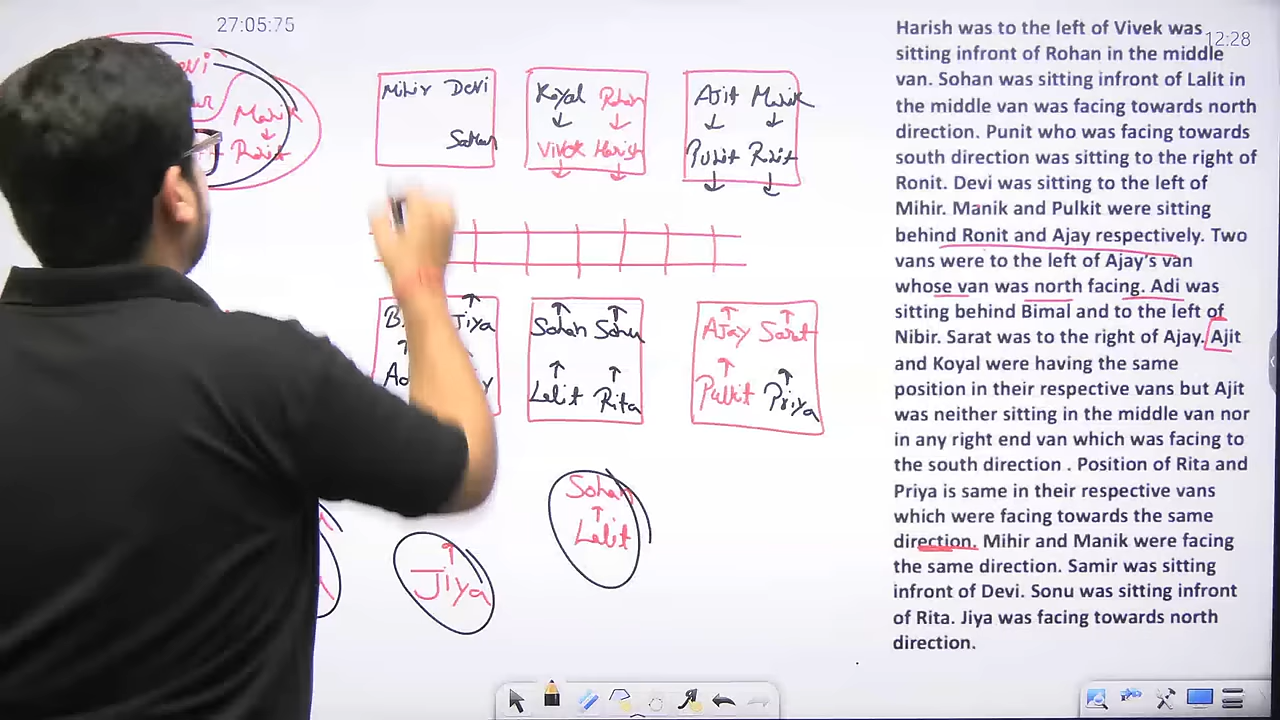 27:05:75
12:28
Harish was to the left of Vivek was
sitting infront of Rohan in the middle
van. Sohan was sitting infront of Lalit in
the middle van was facing towards north
direction. Punit who was facing towards
south direction was sitting to the right of
Ronit. Devi was sitting to the left of
Mihir. Manik and Pulkit were sitting
behind Ronit and Ajay respectively. Two
vans were to the left of Ajay's van
whose van was north facing. Adi was
sitting behind Bimal and to the left of
Nibir. Sarat was to the right of Ajay. Ajit
and Koyal were having the same
position in their respective vans but Ajit
was neither sitting in the middle van nor
in any right end van which was facing to
the south direction . Position of Rita and
Priya is same in their respective vans
which were facing towards the same
direction. Mihir and Manik were facing
the same direction. Samir was sitting
infront of Devi. Sonu was sitting infront
of Rita. Jiya was facing towards north
direction.
Manik
Ronit
Mihir Devi
Koyal Rohan
Vivek Harish
Ajit Manik
Punit Ronit
Jiya
Sohan Sonu
Lalit Rita
Ajay Sarat
Pulkit Priya
Sohan
Lalit
Jiya